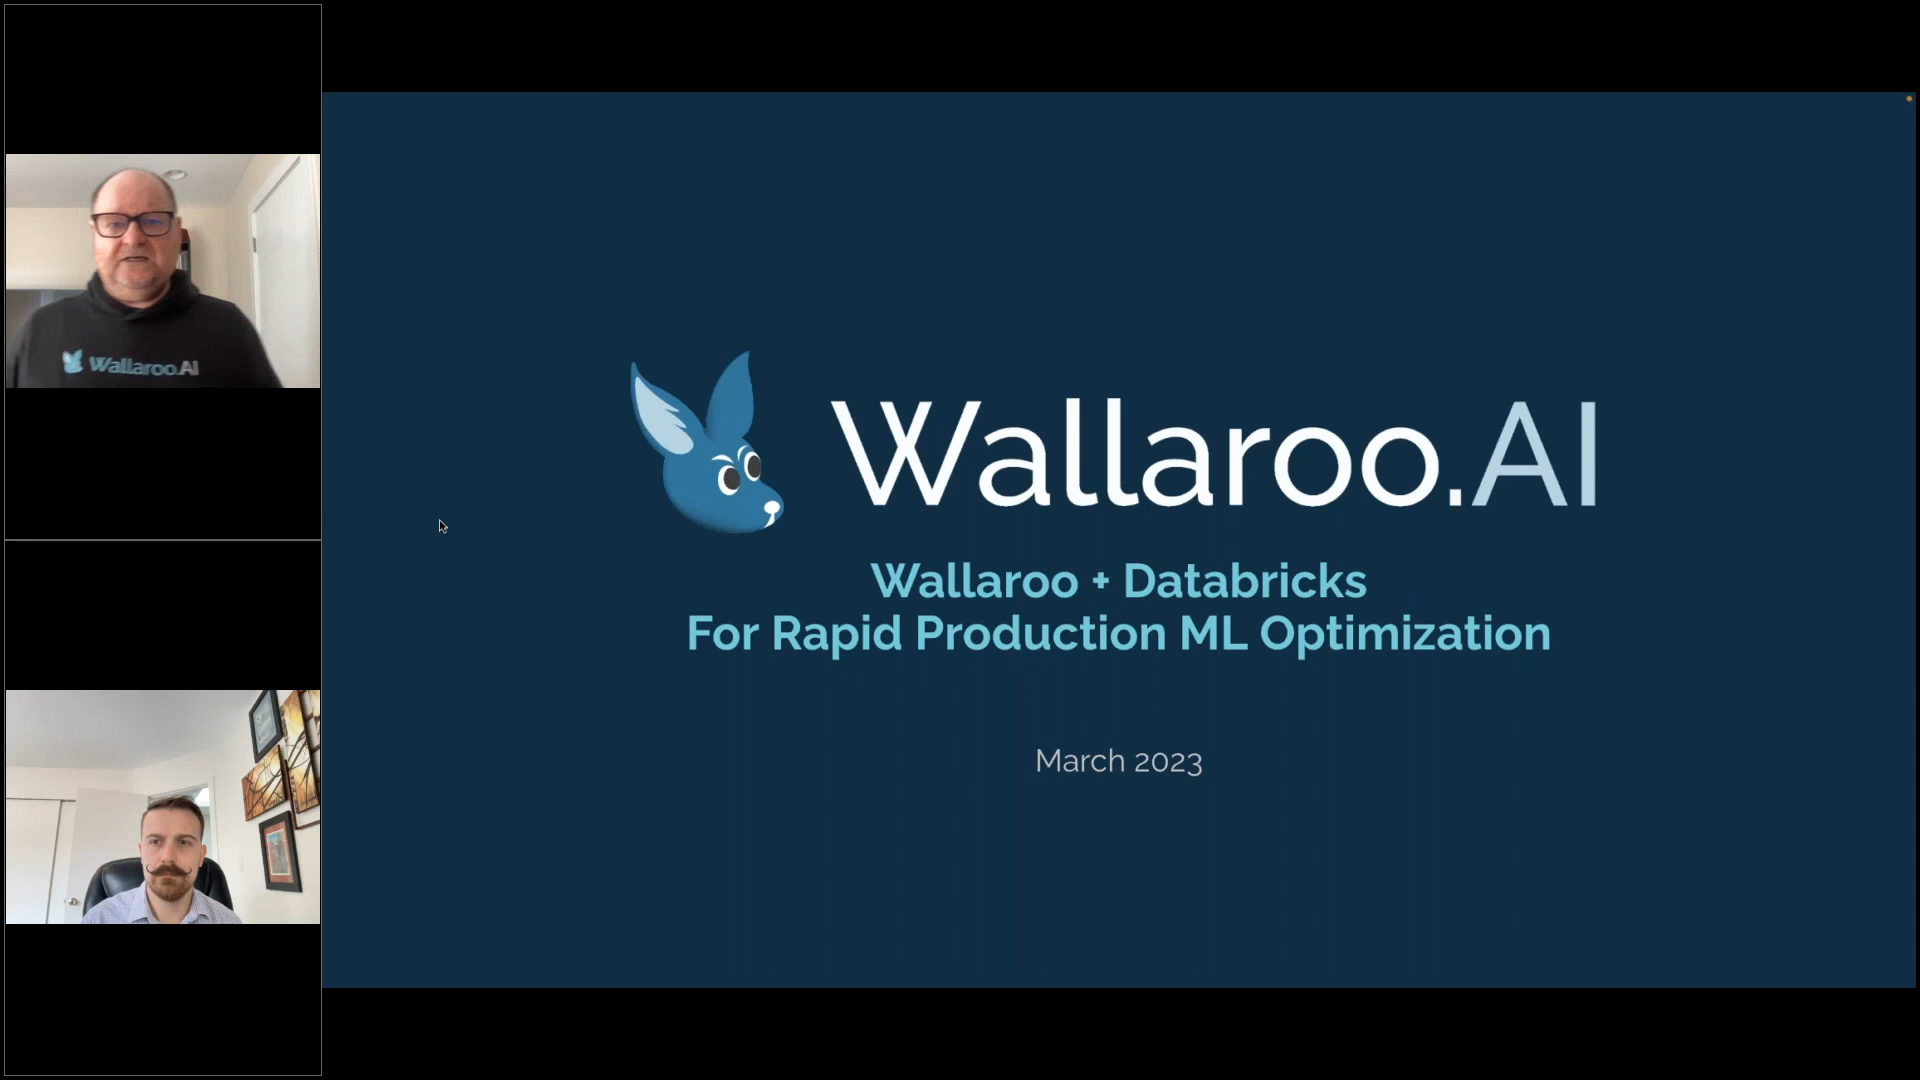 Wallaroo.AI
Wallaroo.AI
Wallaroo + Databricks
For Rapid Production ML Optimization
March 2023